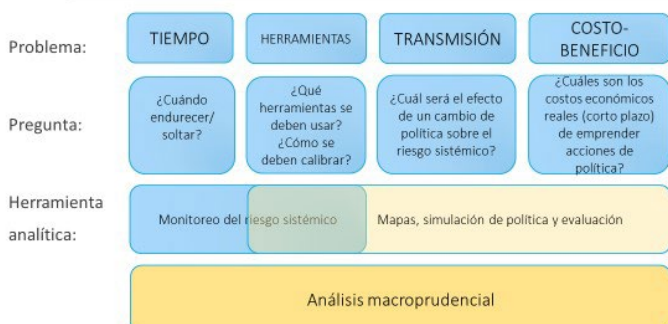 Problema:
TIEMPO
HERRAMIENTAS
TRANSMISIÓN
COSTO-
BENEFICIO
Pregunta:
¿Cuándo
endurecer/
soltar?
¿Qué
herramientas se
deben usar?
¿Cómo se
deben calibrar?
¿Cuál será el efecto
de un cambio de
política sobre el
riesgo sistémico?
¿Cuáles son los
costos económicos
reales (corto plazo)
de emprender
acciones de
política?
Herramienta
analítica:
Monitoreo del riesgo sistémico
Mapas, simulación de política y evaluación
Análisis macroprudencial